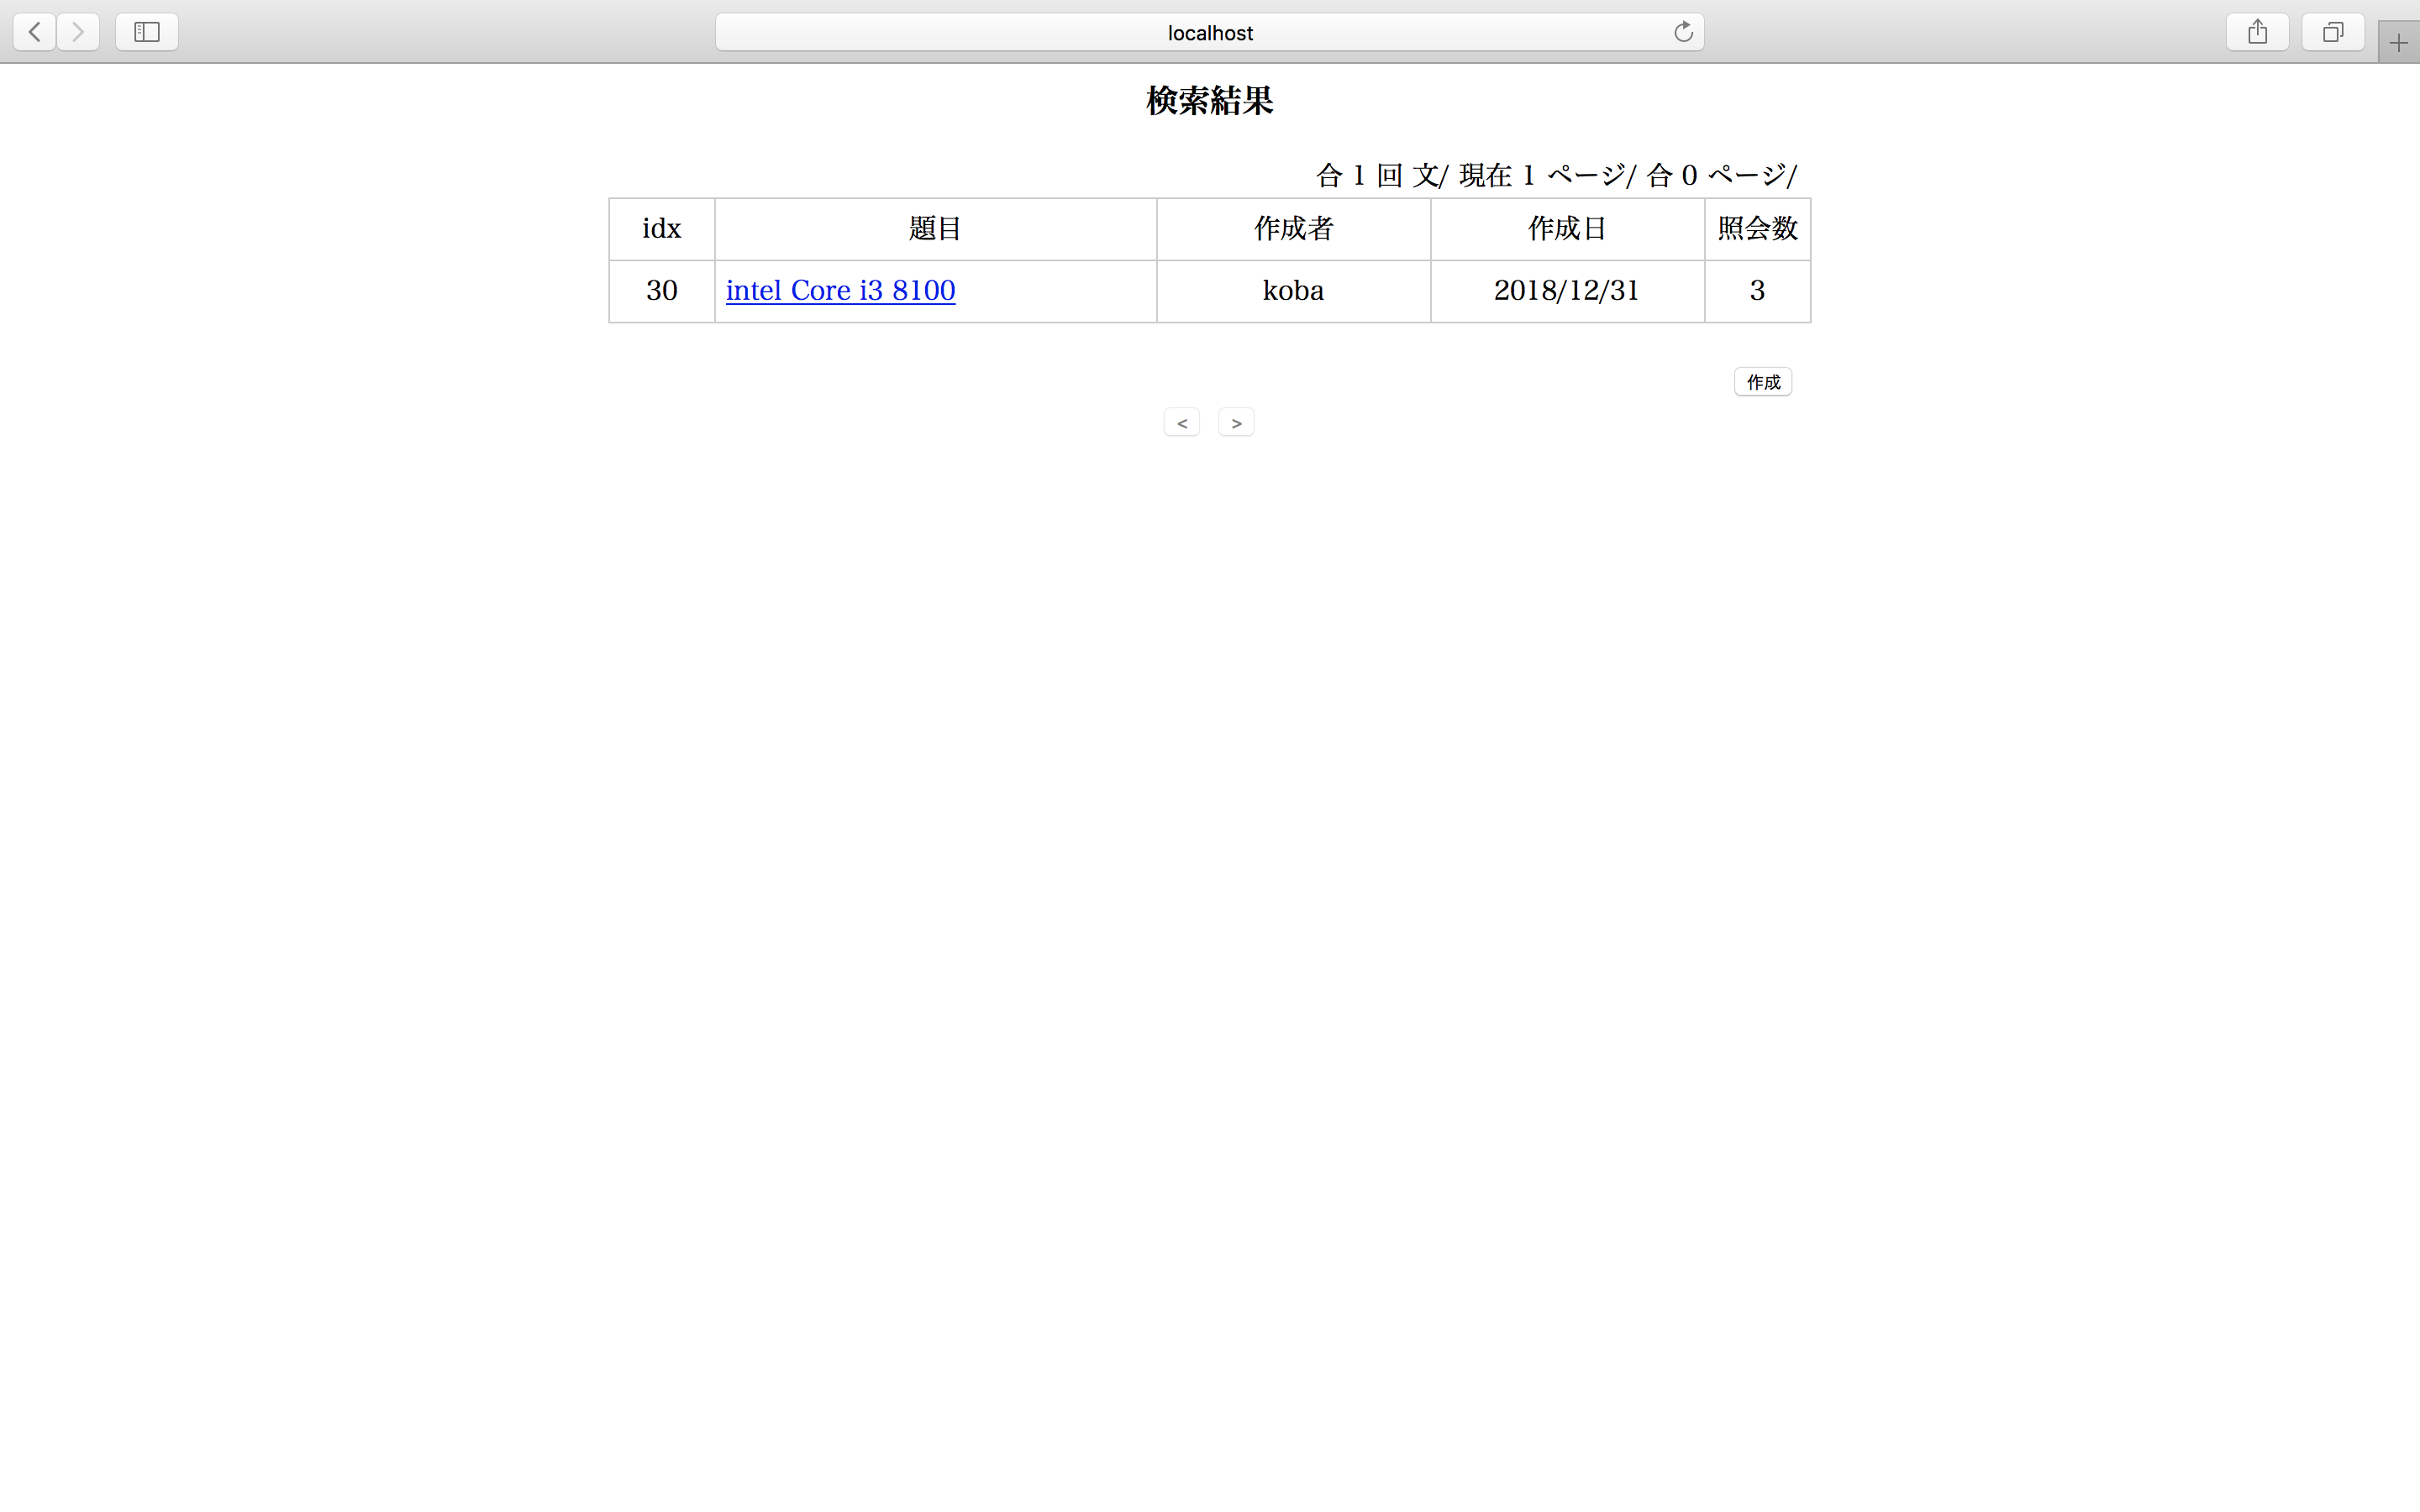 localhost
検索結果
合 1 回 文/ 現在 1 ページ/ 合 0 ページ/
idx 題目 作成者 作成日 照会数
30 intel Core i3 8100 koba 2018/12/31 3
作成
< >